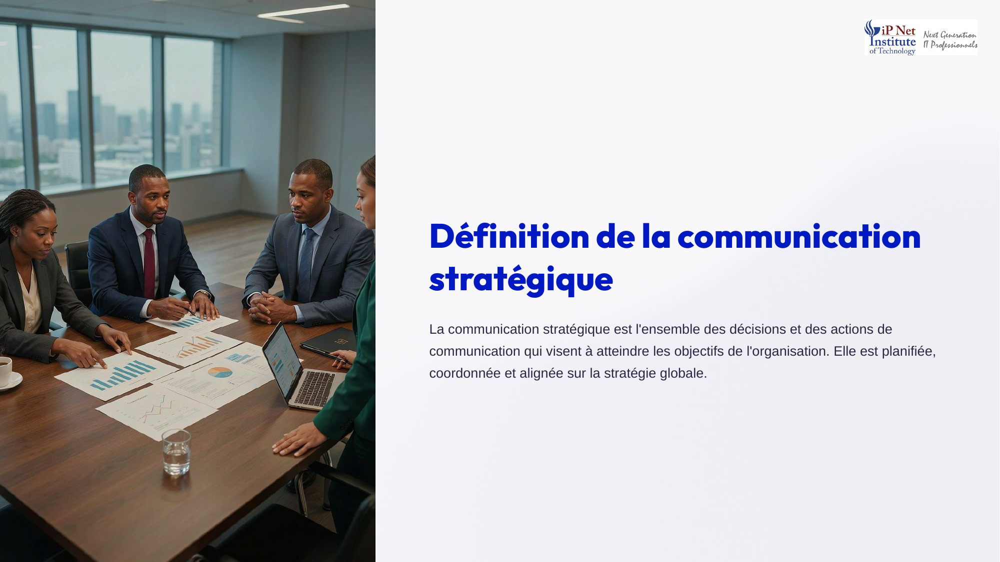 iP Net
Institute
of Technology
Next Generation
IT Professionnels
Définition de la communication
stratégique
La communication stratégique est l'ensemble des décisions et des actions de
communication qui visent à atteindre les objectifs de l'organisation. Elle est planifiée,
coordonnée et alignée sur la stratégie globale.